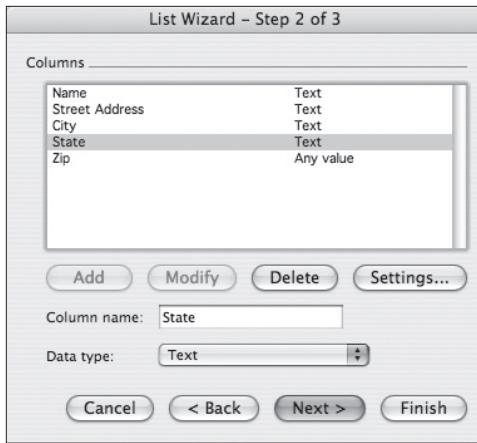 List Wizard – Step 2 of 3
Columns
Name Text
Street Address Text
City Text
State Text
Zip Any value
Add Modify Delete Settings...
Column name: State
Data type: Text
Cancel < Back Next > Finish